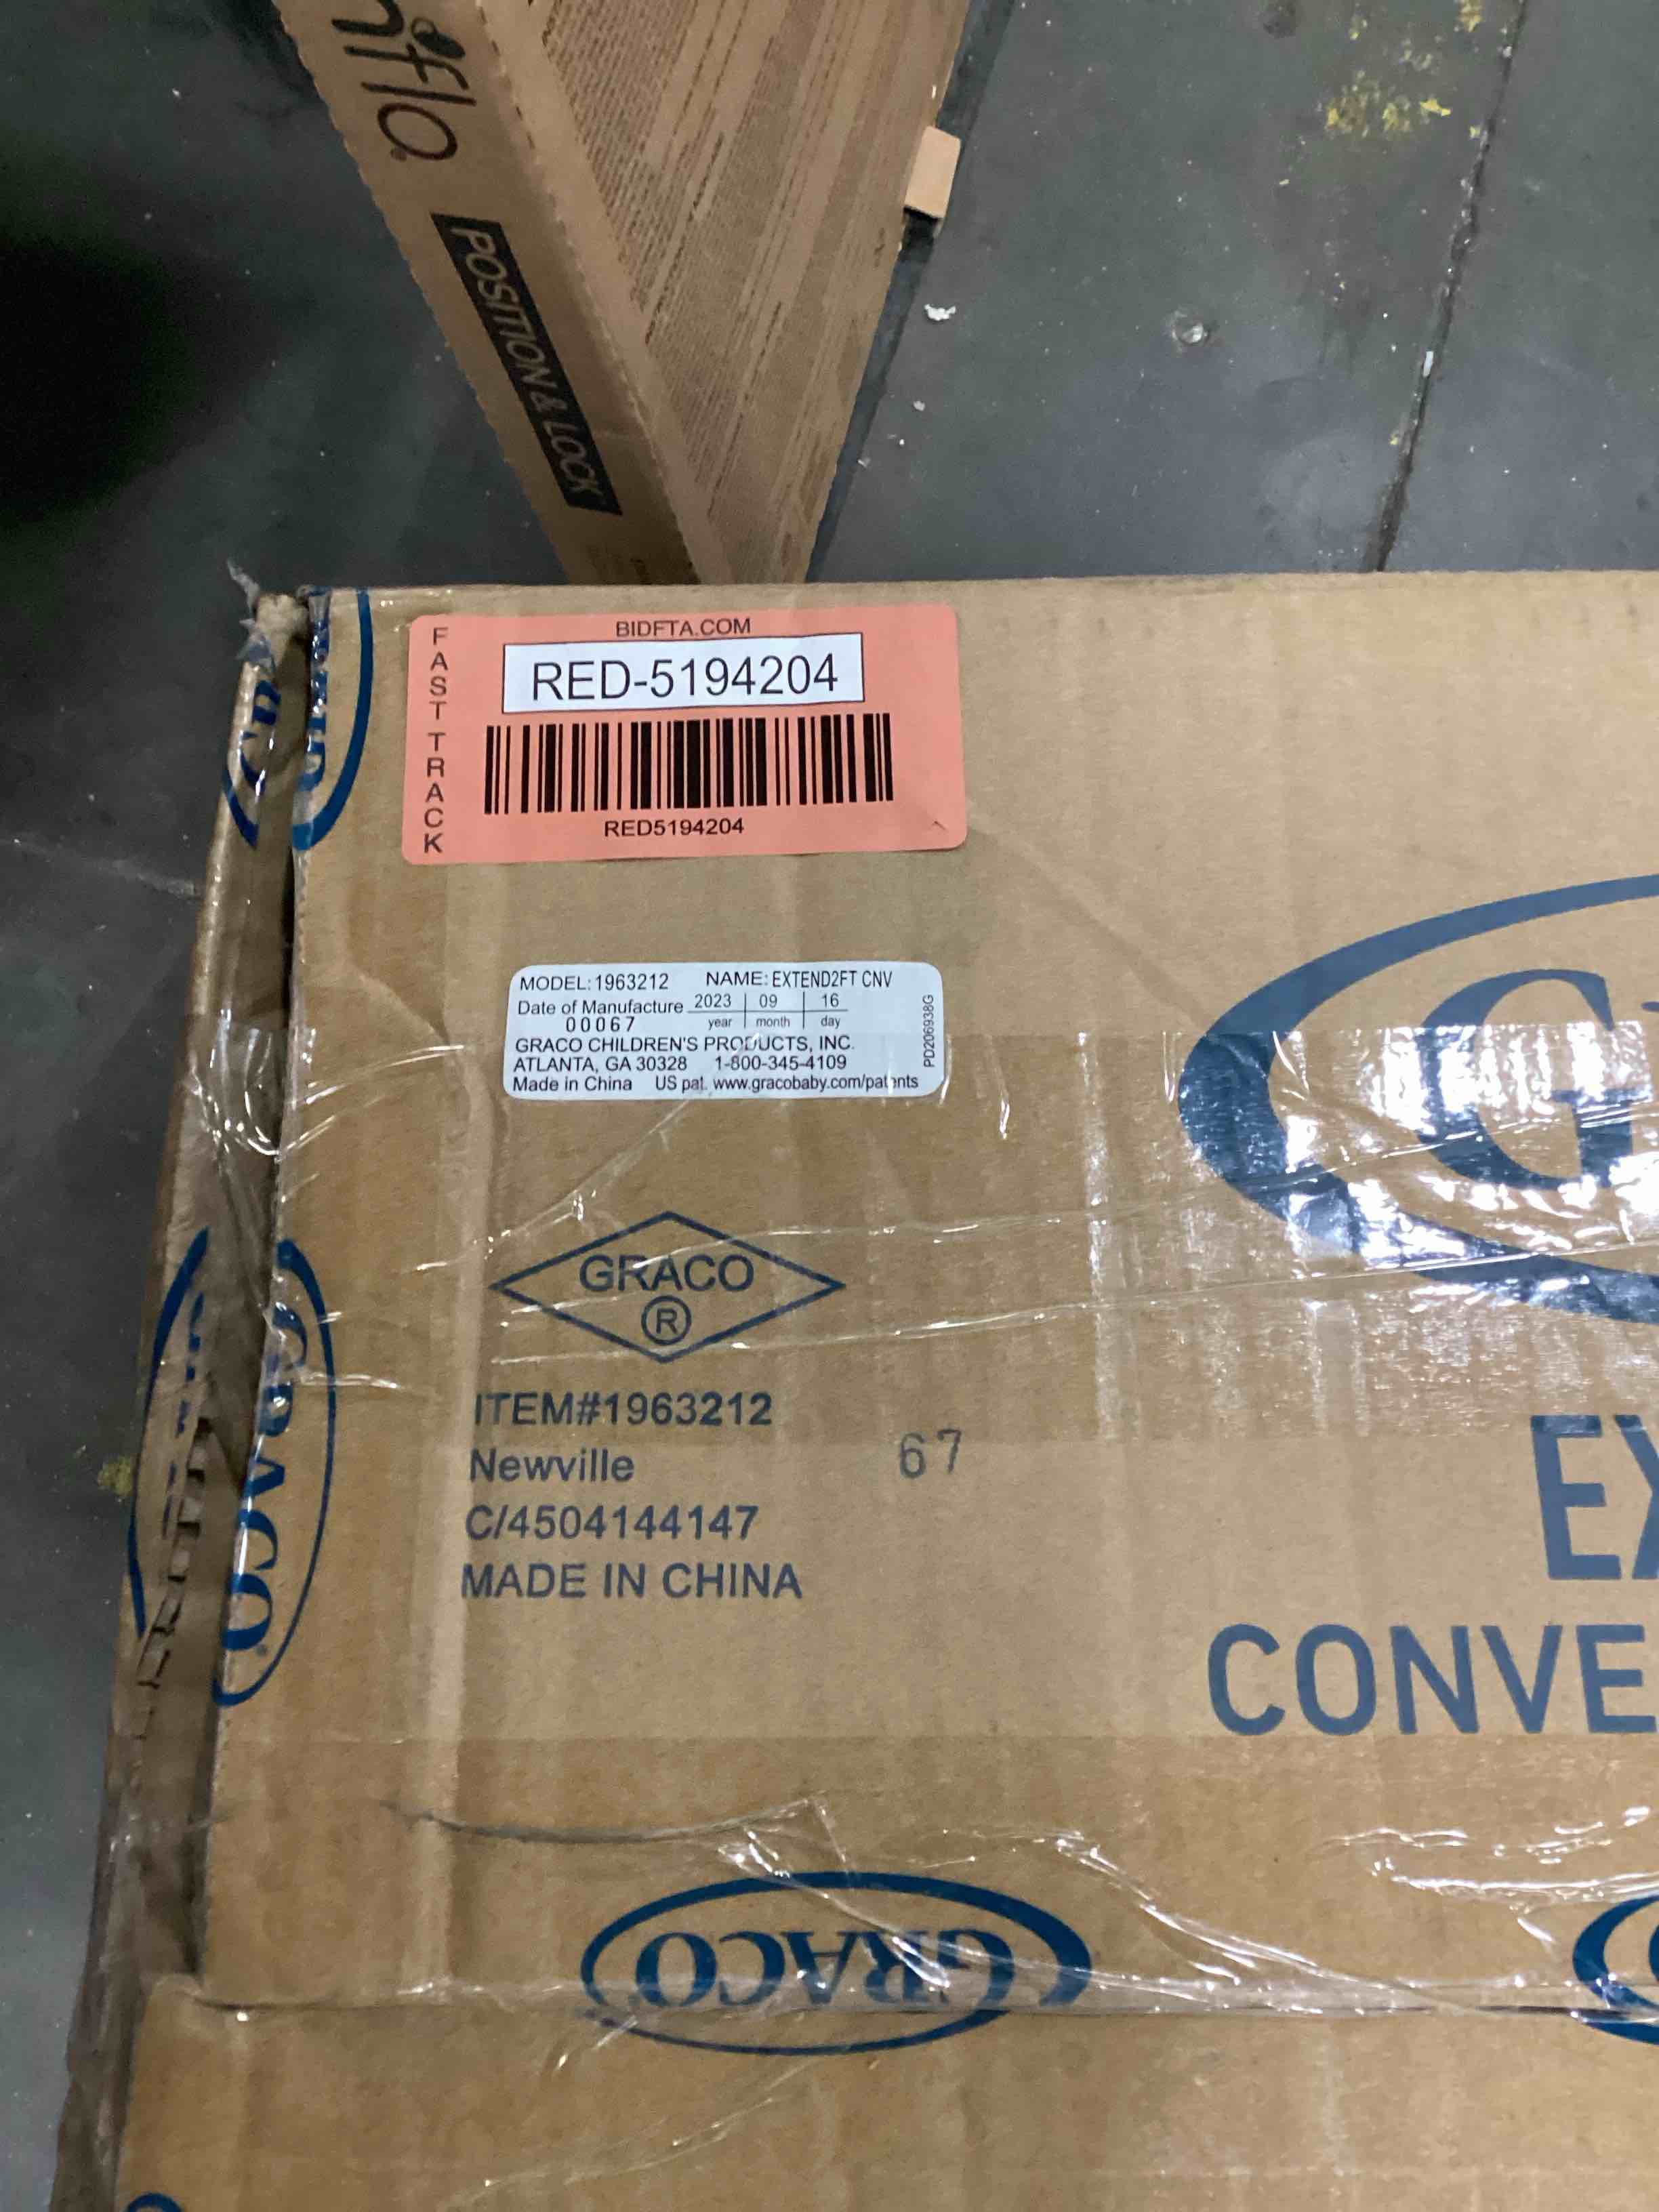 POSITION & LOCK
FAST TRACK
BIDFTA.COM
RED-5194204
RED5194204
MODEL: 1963212 NAME: EXTEND2FT CNV
Date of Manufacture 2023 09 16
00067 year month day
GRACO CHILDREN'S PRODUCTS, INC.
ATLANTA, GA 30328 1-800-345-4109
Made in China US pat. www.gracobaby.com/patents
PD206938G
GRACO
®
ITEM#1963212
Newville
67
C/4504144147
MADE IN CHINA
CONVE
GRACO
GRACO